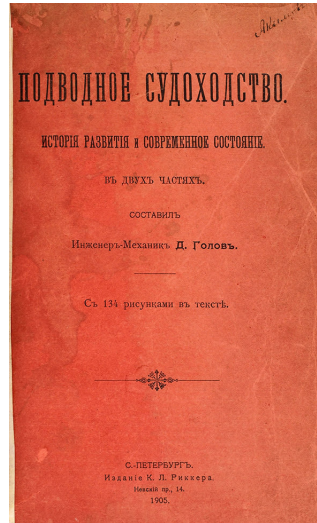 ПОДВОДНОЕ СУДОХОДСТВО.
ИСТОРІЯ РАЗВИТІЯ и СОВРЕМЕННОЕ СОСТОЯНІЕ.
ВЪ ДВУХЪ ЧАСТЯХЪ.
СОСТАВИЛЪ
Инженеръ-Механикъ Д. Головъ.
Съ 134 рисунками въ текстѣ.
С.-ПЕТЕРБУРГЪ.
Изданіе К. Л. Риккера.
Невскій пр., 14.
1905.